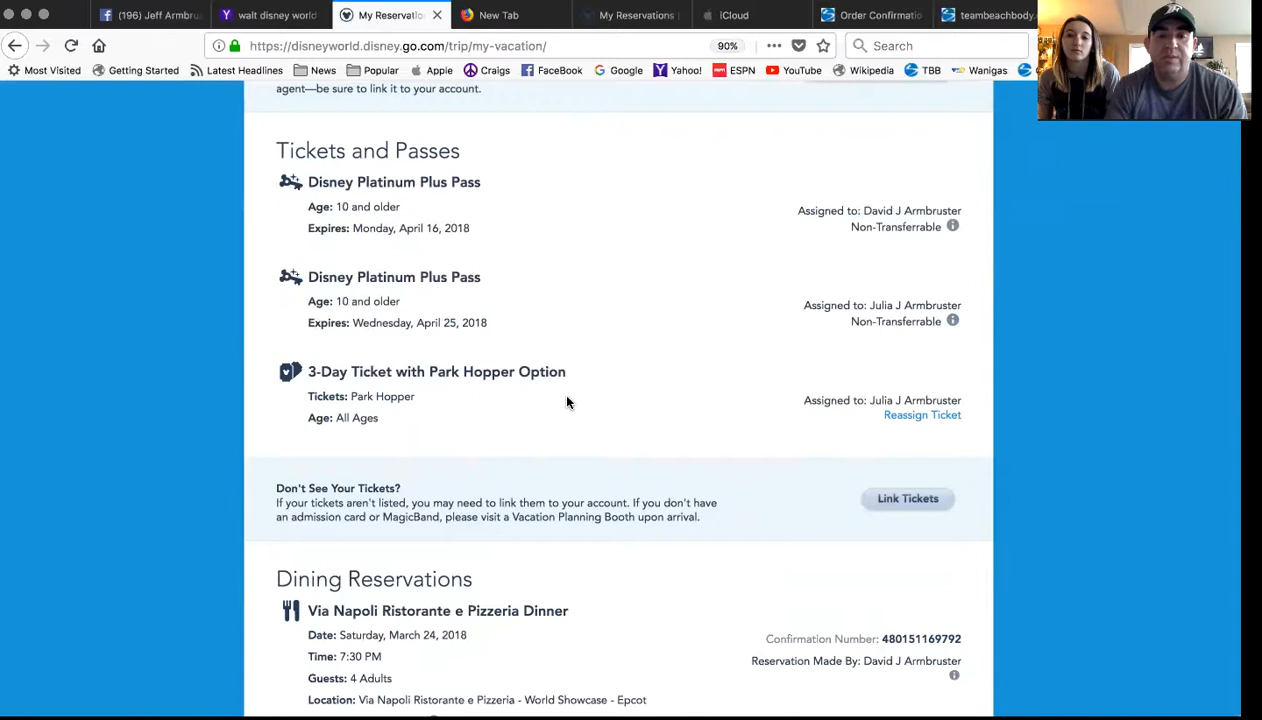 (196) Jeff Armbru
walt disney world
My Reservatio
New Tab
My Reservations |
iCloud
Order Confirmatio
teambeachbody.
https://disneyworld.disney.go.com/trip/my-vacation/
90%
Search
Most Visited
Getting Started
Latest Headlines
News
Popular
Apple
Craigs
FaceBook
Google
Yahoo!
ESPN
YouTube
Wikipedia
TBB
Wanigas
agent—be sure to link it to your account.
Tickets and Passes
Disney Platinum Plus Pass
Age: 10 and older
Expires: Monday, April 16, 2018
Assigned to: David J Armbruster
Non-Transferrable
Disney Platinum Plus Pass
Age: 10 and older
Expires: Wednesday, April 25, 2018
Assigned to: Julia J Armbruster
Non-Transferrable
3-Day Ticket with Park Hopper Option
Tickets: Park Hopper
Age: All Ages
Assigned to: Julia J Armbruster
Reassign Ticket
Don't See Your Tickets?
If your tickets aren't listed, you may need to link them to your account. If you don't have
an admission card or MagicBand, please visit a Vacation Planning Booth upon arrival.
Link Tickets
Dining Reservations
Via Napoli Ristorante e Pizzeria Dinner
Date: Saturday, March 24, 2018
Time: 7:30 PM
Guests: 4 Adults
Location: Via Napoli Ristorante e Pizzeria - World Showcase - Epcot
Confirmation Number: 480151169792
Reservation Made By: David J Armbruster